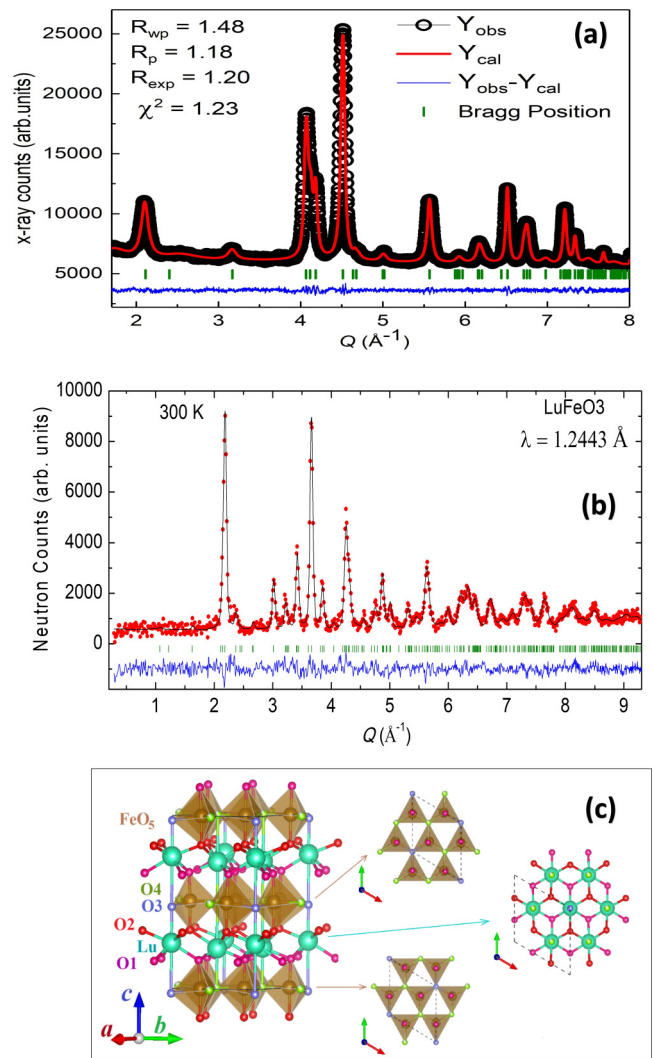 R_wp = 1.48
R_p = 1.18
R_exp = 1.20
χ² = 1.23
Y_obs
Y_cal
Y_obs-Y_cal
Bragg Position
(a)
25000
20000
15000
10000
5000
x-ray counts (arb.units)
2 3 4 5 6 7 8
Q (Å⁻¹)
10000
8000
6000
4000
2000
0
Neutron Counts (arb. units)
300 K
LuFeO3
λ = 1.2443 Å
(b)
1 2 3 4 5 6 7 8 9
Q (Å⁻¹)
(c)
FeO₅
O4
O3
O2
Lu
O1
c
a
b